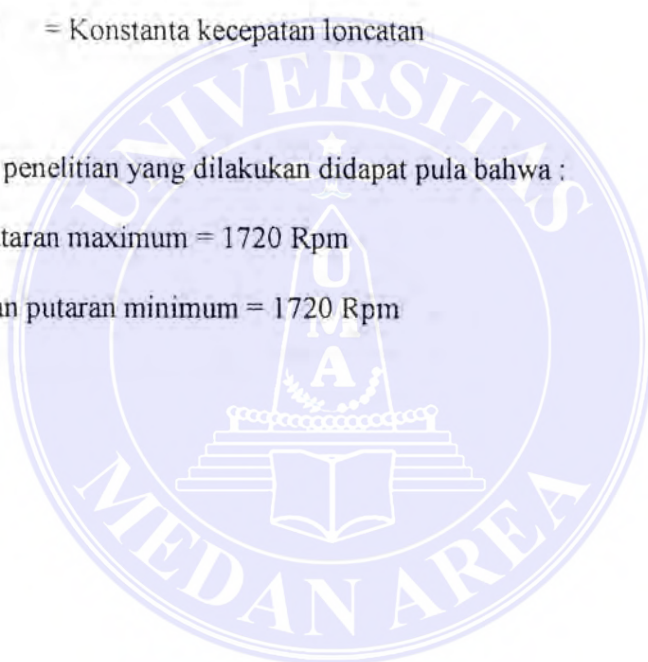 = Konstanta kecepatan loncatan
penelitian yang dilakukan didapat pula bahwa :
taran maximum = 1720 Rpm
n putaran minimum = 1720 Rpm
UNIVERSITAS
UMA
MEDAN AREA